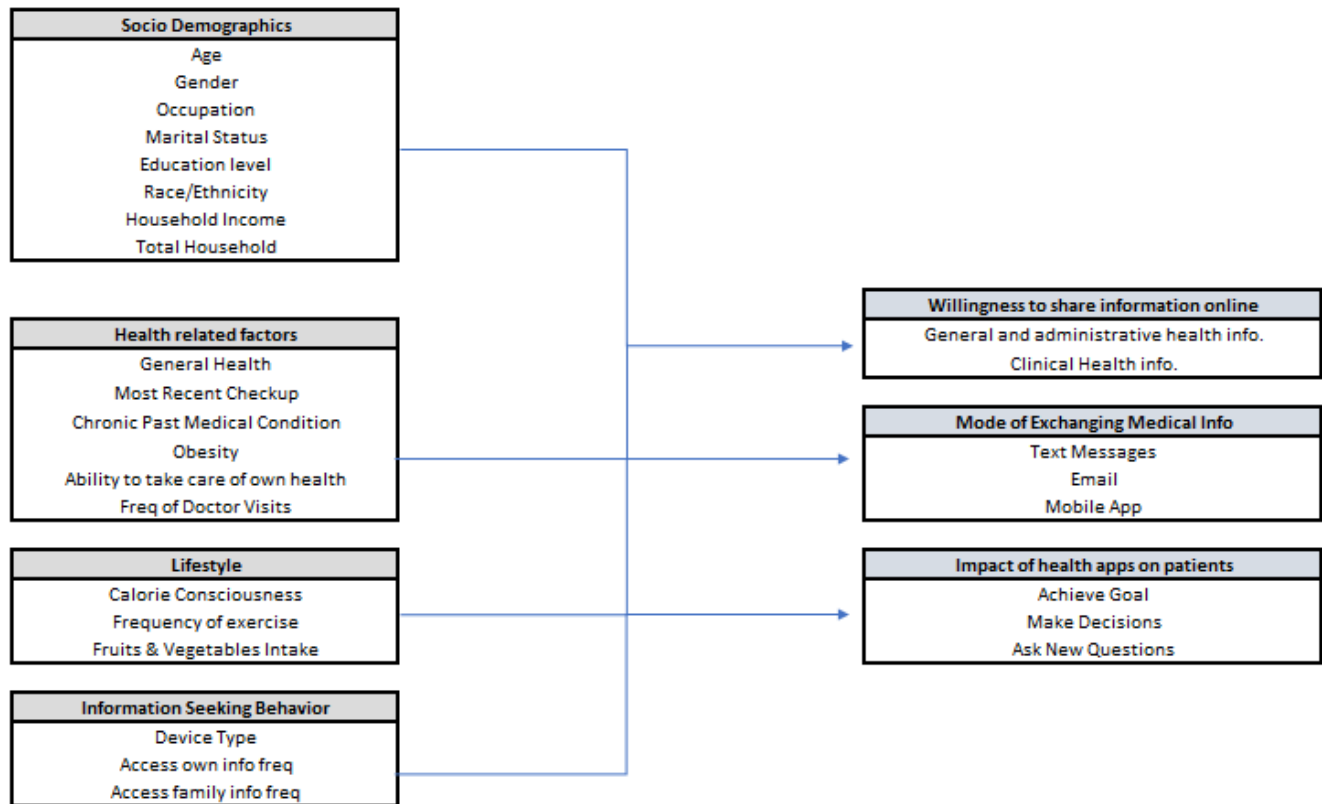 Socio Demographics
Age
Gender
Occupation
Marital Status
Education level
Race/Ethnicity
Household Income
Total Household
Health related factors
General Health
Most Recent Checkup
Chronic Past Medical Condition
Obesity
Ability to take care of own health
Freq of Doctor Visits
Lifestyle
Calorie Consciousness
Frequency of exercise
Fruits & Vegetables Intake
Information Seeking Behavior
Device Type
Access own info freq
Access family info freq
Willingness to share information online
General and administrative health info.
Clinical Health info.
Mode of Exchanging Medical Info
Text Messages
Email
Mobile App
Impact of health apps on patients
Achieve Goal
Make Decisions
Ask New Questions